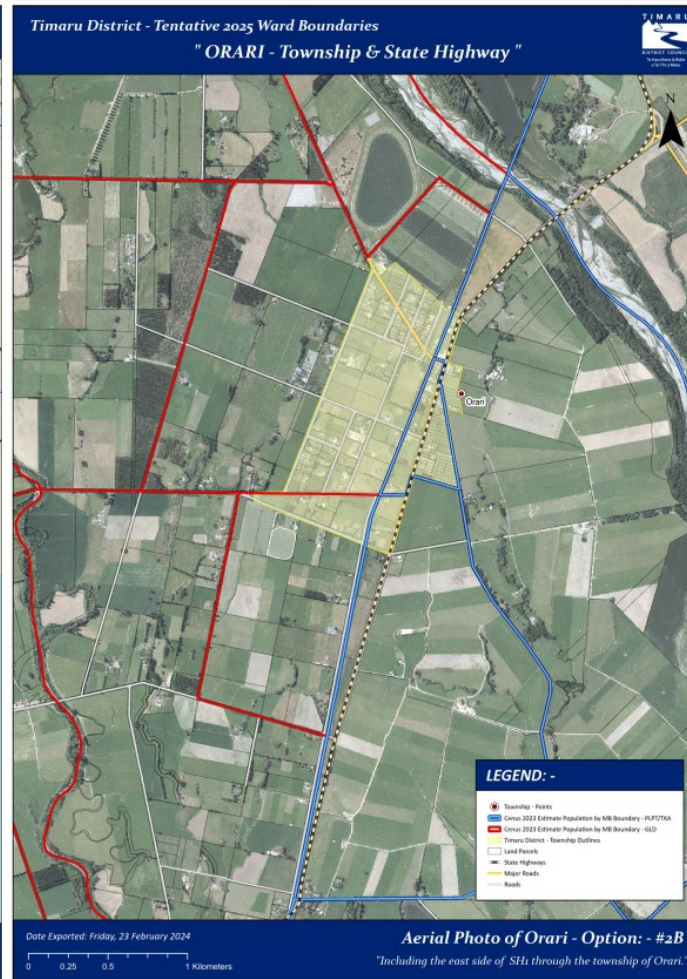 Timaru District - Tentative 2025 Ward Boundaries
" ORARI - Township & State Highway "
TIMARU
DISTRICT COUNCIL
N
Orari
LEGEND: -
Township - Points
Cenus 2023 Estimate Population by MB Boundary - PLPT/TKA
Cenus 2023 Estimate Population by MB Boundary - GLD
Timaru District - Township Outlines
Land Parcels
State Highways
Major Roads
Roads
Date Exported: Friday, 23 February 2024
0 0.25 0.5 1 Kilometers
Aerial Photo of Orari - Option: - #2B
"Including the east side of SH1 through the township of Orari."